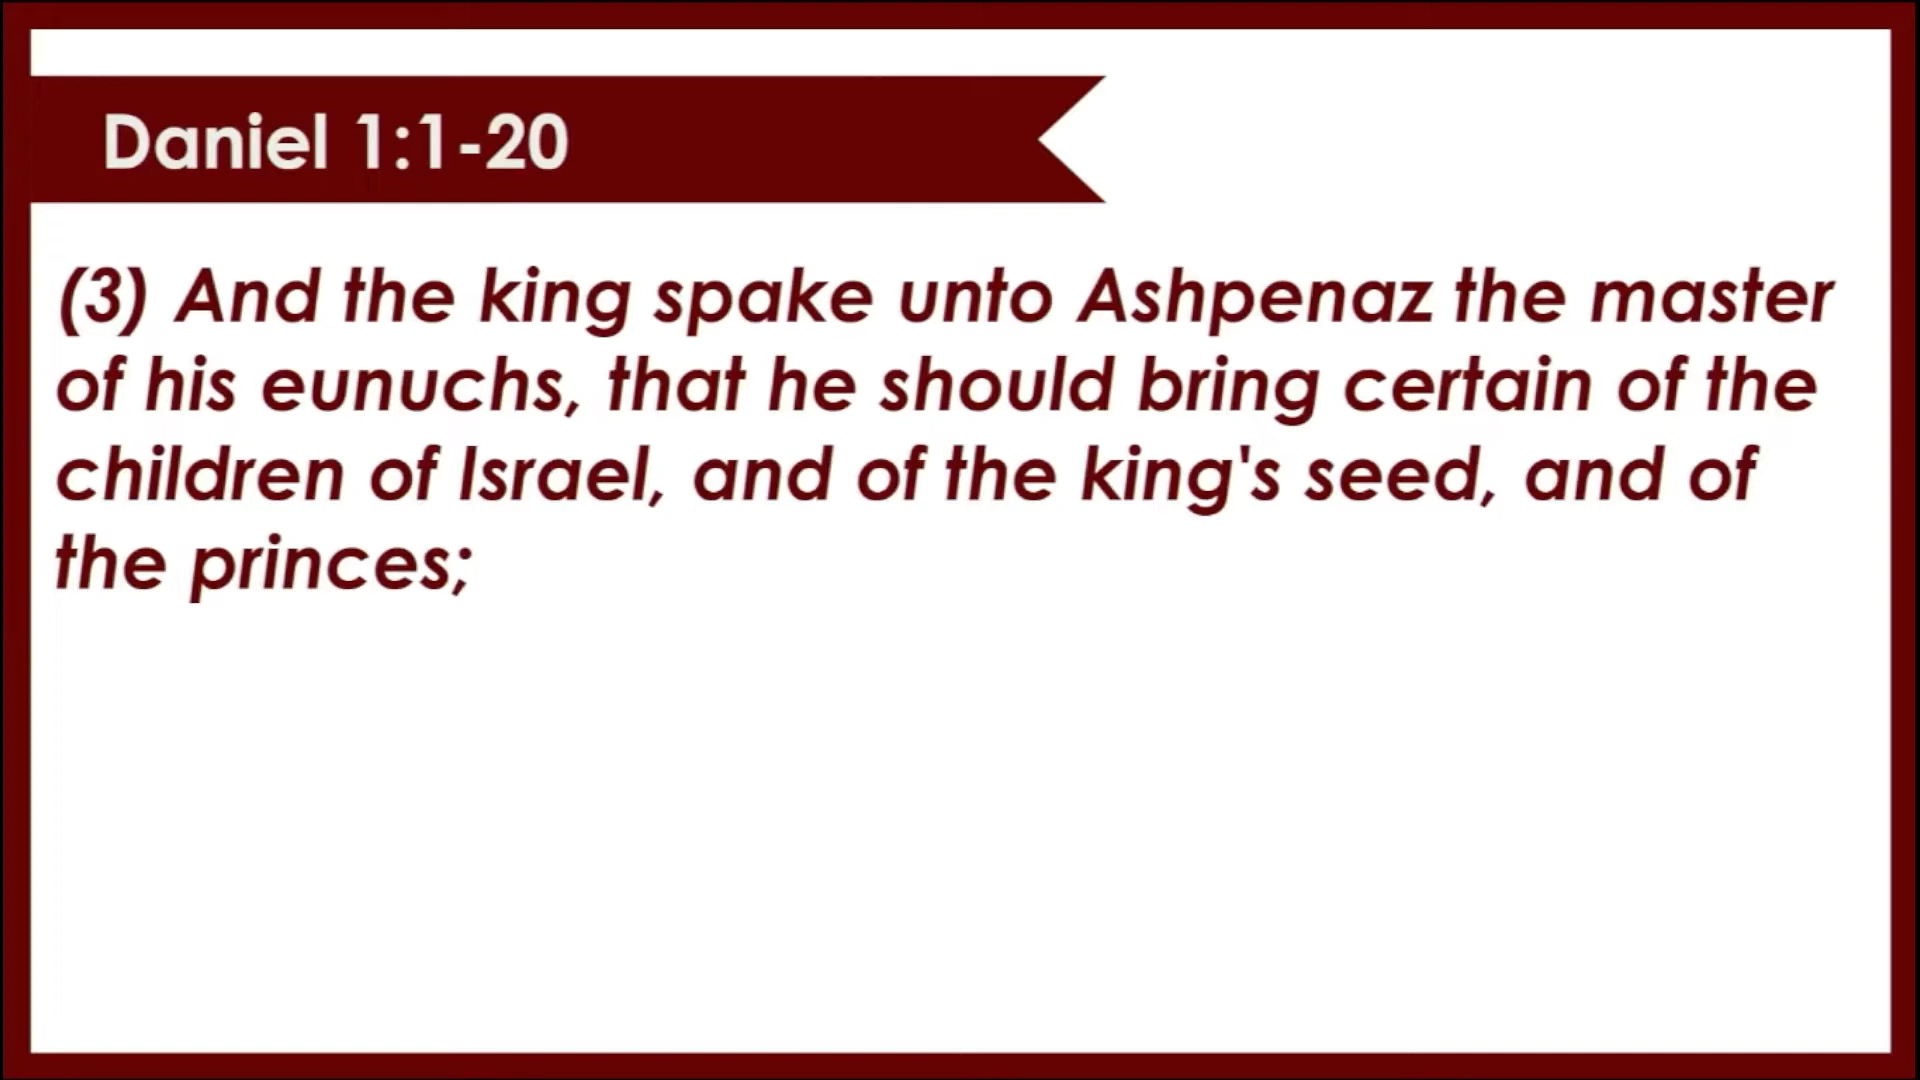 Daniel 1:1-20
(3) And the king spake unto Ashpenaz the master
of his eunuchs, that he should bring certain of the
children of Israel, and of the king's seed, and of
the princes;